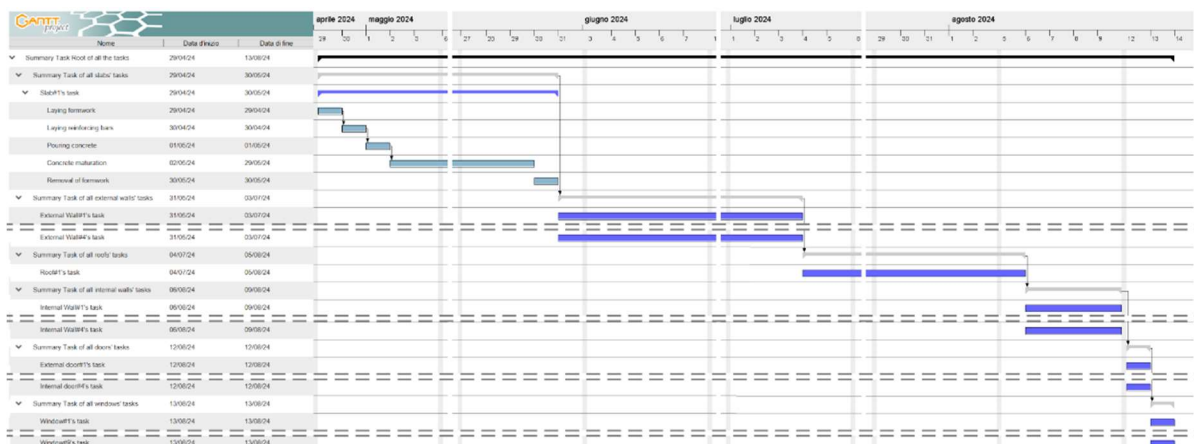 GANTT project
aprile 2024 maggio 2024 giugno 2024 luglio 2024 agosto 2024
Nome Data d'inizio Data di fine
29 30 1 2 3 6 27 28 29 30 01 3 4 5 6 7 1 2 3 4 5 29 30 31 1 2 5 6 7 8 9 12 13 14
Summary Task Root of all the tasks 29/04/24 13/08/24
Summary Task of all slabs' tasks 29/04/24 30/05/24
Slab#1's task 29/04/24 30/05/24
Laying formwork 29/04/24 29/04/24
Laying reinforcing bars 30/04/24 30/04/24
Pouring concrete 01/05/24 01/05/24
Concrete maturation 02/05/24 29/05/24
Removal of formwork 30/05/24 30/05/24
Summary Task of all external walls' tasks 31/05/24 03/07/24
External Wall#1's task 31/05/24 03/07/24
External Wall#4's task 31/05/24 03/07/24
Summary Task of all roofs' tasks 04/07/24 05/08/24
Roof#1's task 04/07/24 05/08/24
Summary Task of all internal walls' tasks 06/08/24 09/08/24
Internal Wall#1's task 06/08/24 09/08/24
Internal Wall#4's task 06/08/24 09/08/24
Summary Task of all doors' tasks 12/08/24 12/08/24
External door#1's task 12/08/24 12/08/24
Internal door#4's task 12/08/24 12/08/24
Summary Task of all windows' tasks 13/08/24 13/08/24
Window#1's task 13/08/24 13/08/24
13/08/24 13/08/24